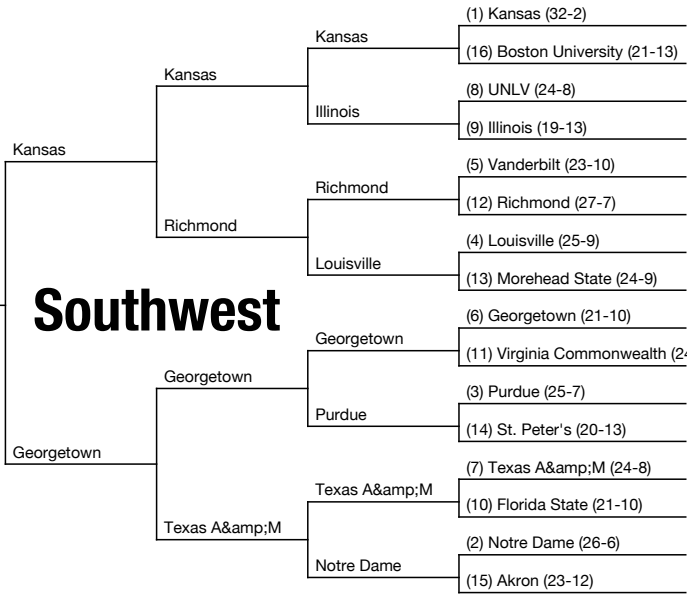 (1) Kansas (32-2)
Kansas
(16) Boston University (21-13)
Kansas
(8) UNLV (24-8)
Illinois
(9) Illinois (19-13)
Kansas
(5) Vanderbilt (23-10)
Richmond
(12) Richmond (27-7)
Richmond
(4) Louisville (25-9)
Louisville
(13) Morehead State (24-9)
Southwest
(6) Georgetown (21-10)
Georgetown
(11) Virginia Commonwealth (24
Georgetown
(3) Purdue (25-7)
Purdue
(14) St. Peter's (20-13)
Georgetown
(7) Texas A&amp;M (24-8)
Texas A&amp;M
(10) Florida State (21-10)
Texas A&amp;M
(2) Notre Dame (26-6)
Notre Dame
(15) Akron (23-12)